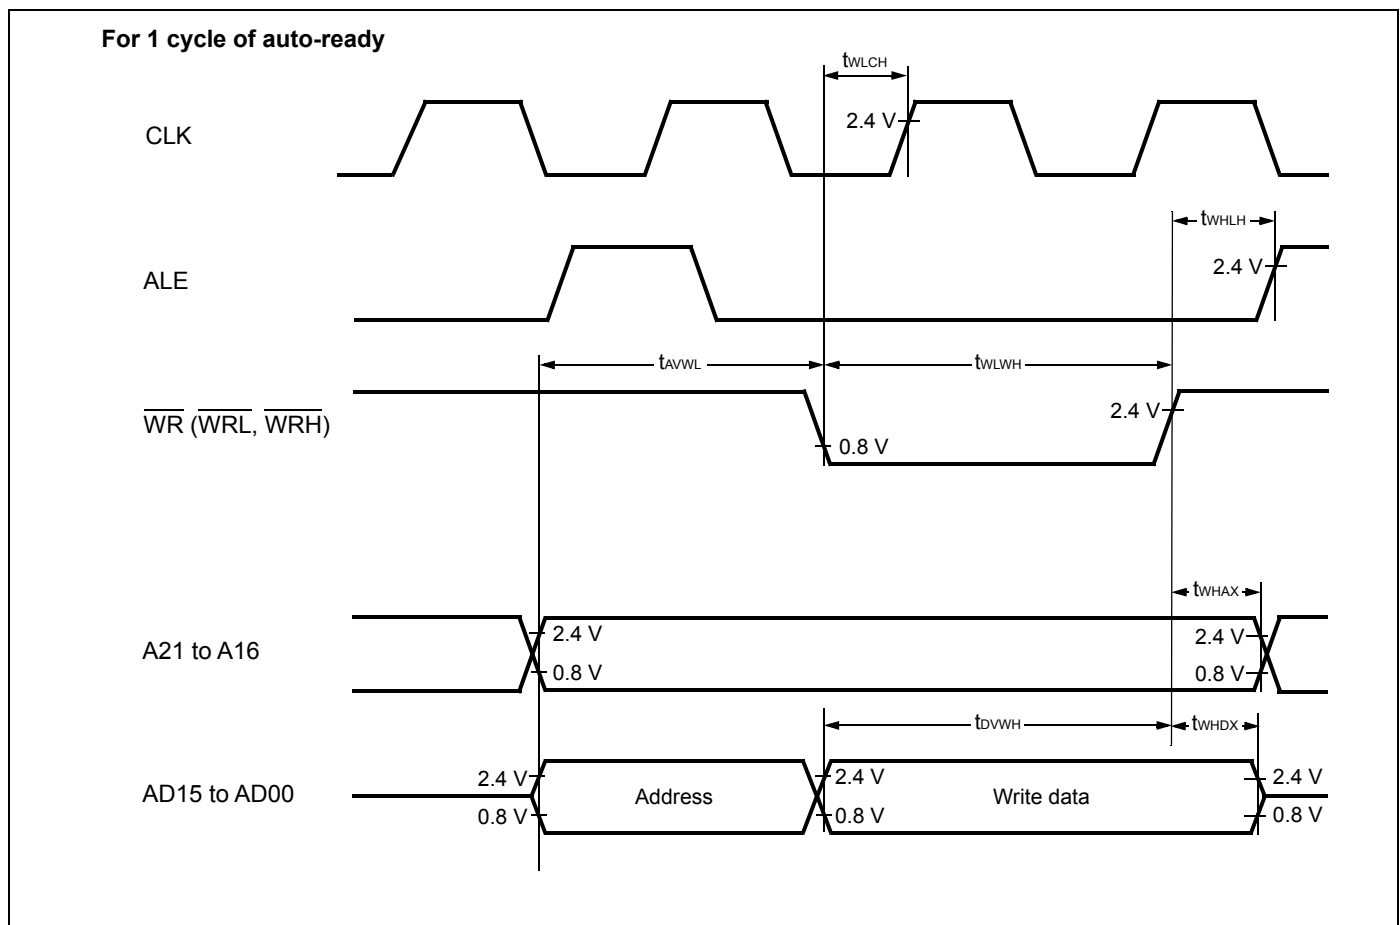 For 1 cycle of auto-ready
tWLCH
CLK
2.4 V
tWHLH
ALE
2.4 V
tAVWL
tWLWH
WR (WRL, WRH)
2.4 V
0.8 V
tWHAX
A21 to A16
2.4 V
2.4 V
0.8 V
0.8 V
tDVWH
tWHDX
AD15 to AD00
2.4 V
2.4 V
2.4 V
Address
Write data
0.8 V
0.8 V
0.8 V